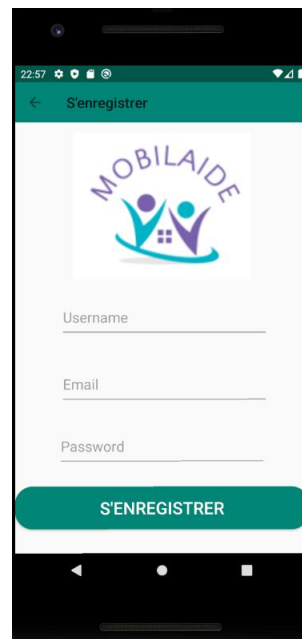 22:57
S'enregistrer
MOBILAIDE
Username
Email
Password
S'ENREGISTRER